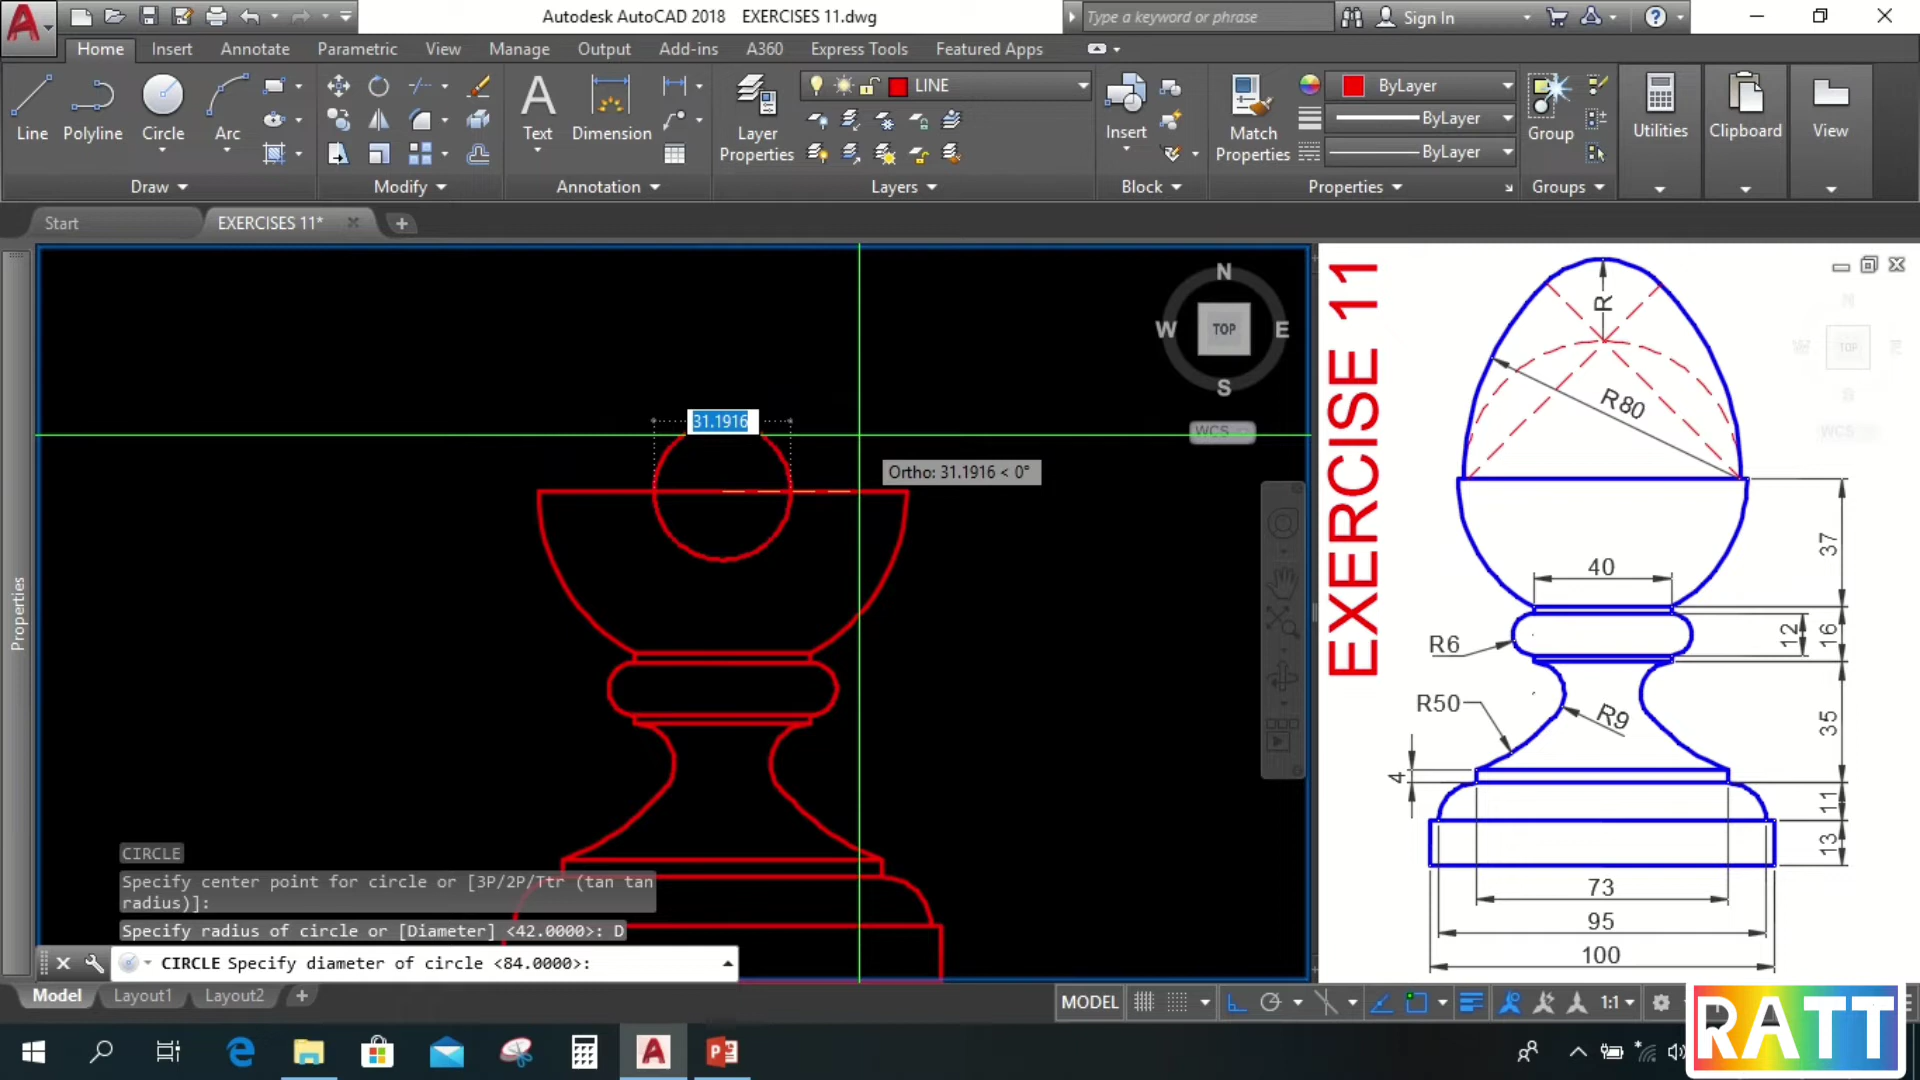 Autodesk AutoCAD 2018 EXERCISES 11.dwg
Type a keyword or phrase
Sign In
Home Insert Annotate Parametric View Manage Output Add-ins A360 Express Tools Featured Apps
LINE
ByLayer
ByLayer
ByLayer
Line Polyline Circle Arc
Text Dimension
Layer Properties
Insert
Match Properties
Group
Utilities Clipboard View
Draw Modify Annotation Layers Block Properties Groups
Start EXERCISES 11*
Properties
31.1916
Ortho: 31.1916 < 0°
N
W TOP E
S
WCS
EXERCISE 11
R
R80
37
40
12
16
R6
R50
R9
35
4
11
13
73
95
100
N
TOP
S
WCS
CIRCLE
Specify center point for circle or [3P/2P/Ttr (tan tan
radius)]:
Specify radius of circle or [Diameter] <42.0000>: D
CIRCLE Specify diameter of circle <84.0000>:
Model Layout1 Layout2
MODEL 1:1
RATT